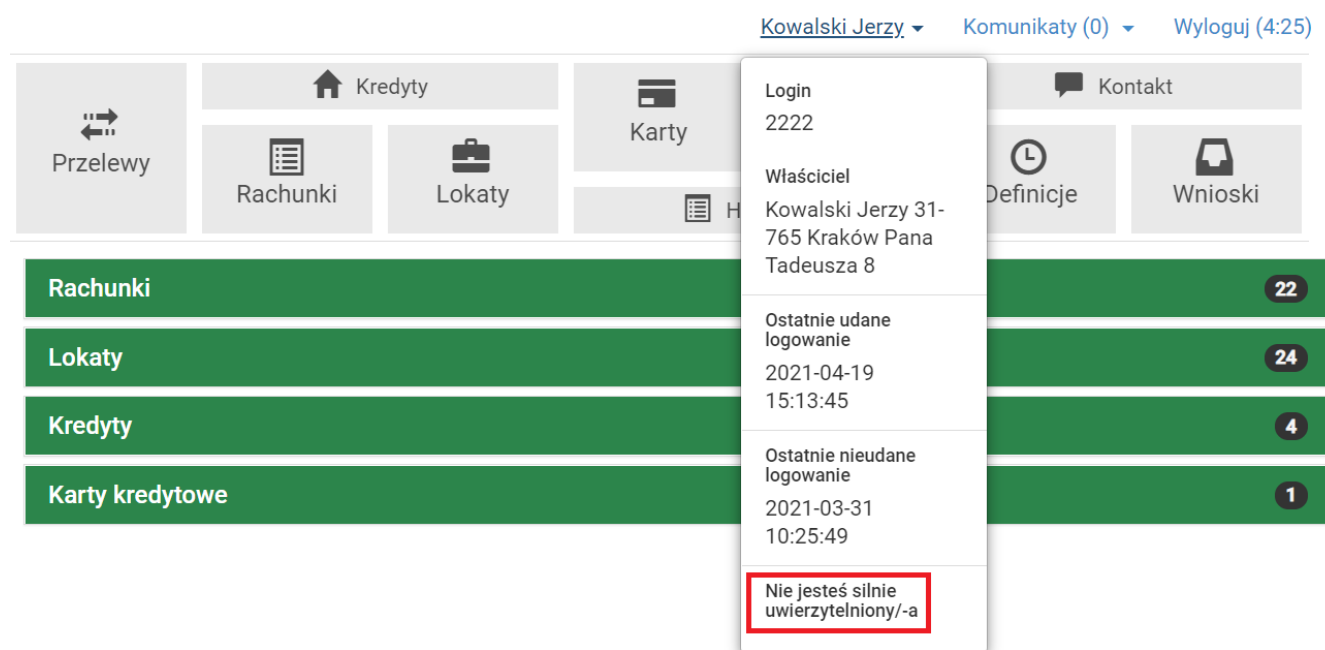 Kowalski Jerzy
Komunikaty (0)
Wyloguj (4:25)
Przelewy
Kredyty
Rachunki
Lokaty
Karty
Kontakt
Definicje
Wnioski
Login
2222
Właściciel
Kowalski Jerzy 31-
765 Kraków Pana
Tadeusza 8
Ostatnie udane
logowanie
2021-04-19
15:13:45
Ostatnie nieudane
logowanie
2021-03-31
10:25:49
Nie jesteś silnie
uwierzytelniony/-a
Rachunki
22
Lokaty
24
Kredyty
4
Karty kredytowe
1